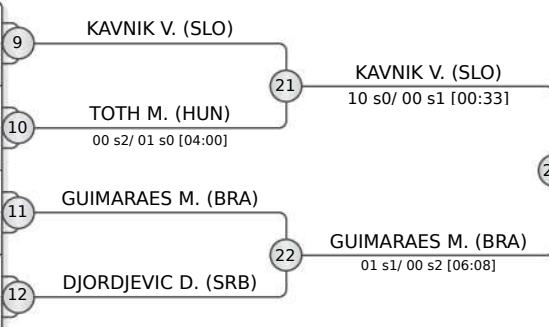 KAVNIK V. (SLO)
9
21
KAVNIK V. (SLO)
10 s0/ 00 s1 [00:33]
TOTH M. (HUN)
10
00 s2/ 01 s0 [04:00]
GUIMARAES M. (BRA)
11
22
GUIMARAES M. (BRA)
01 s1/ 00 s2 [06:08]
DJORDJEVIC D. (SRB)
12